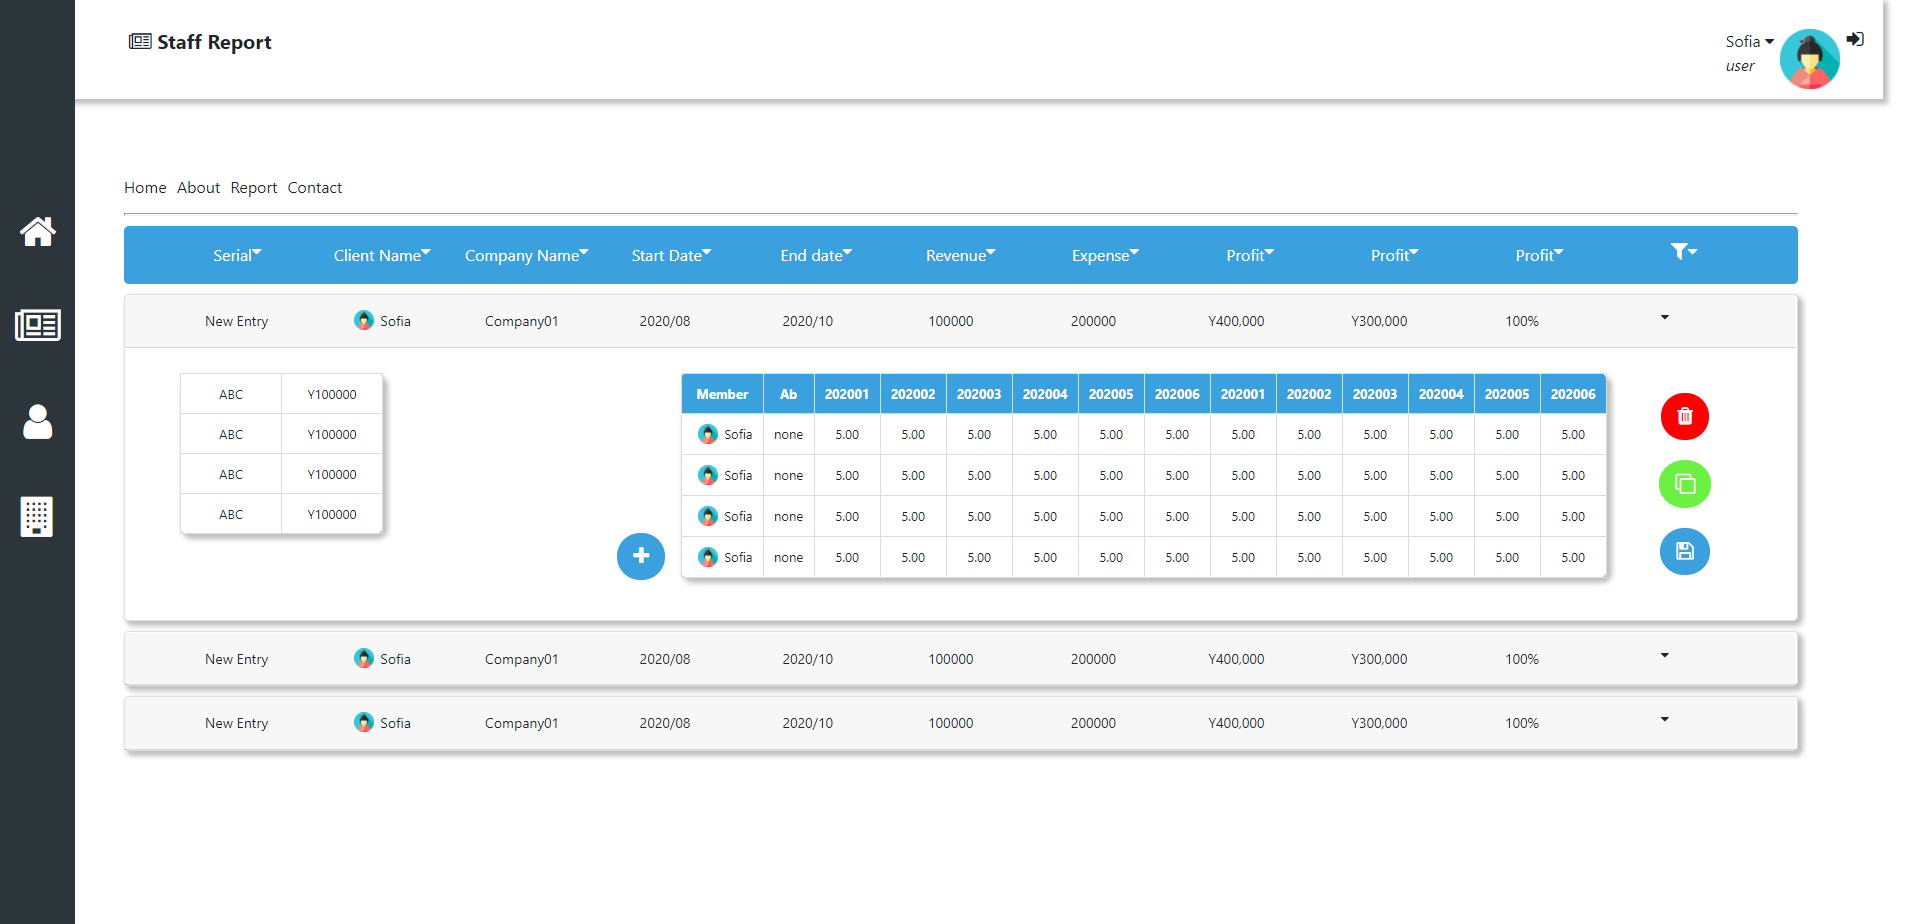 Staff Report
Sofia
user
Home About Report Contact
Serial Client Name Company Name Start Date End date Revenue Expense Profit Profit Profit
New Entry Sofia Company01 2020/08 2020/10 100000 200000 Y400,000 Y300,000 100%
ABC Y100000
ABC Y100000
ABC Y100000
ABC Y100000
Member Ab 202001 202002 202003 202004 202005 202006 202001 202002 202003 202004 202005 202006
Sofia none 5.00 5.00 5.00 5.00 5.00 5.00 5.00 5.00 5.00 5.00 5.00 5.00
Sofia none 5.00 5.00 5.00 5.00 5.00 5.00 5.00 5.00 5.00 5.00 5.00 5.00
Sofia none 5.00 5.00 5.00 5.00 5.00 5.00 5.00 5.00 5.00 5.00 5.00 5.00
Sofia none 5.00 5.00 5.00 5.00 5.00 5.00 5.00 5.00 5.00 5.00 5.00 5.00
New Entry Sofia Company01 2020/08 2020/10 100000 200000 Y400,000 Y300,000 100%
New Entry Sofia Company01 2020/08 2020/10 100000 200000 Y400,000 Y300,000 100%